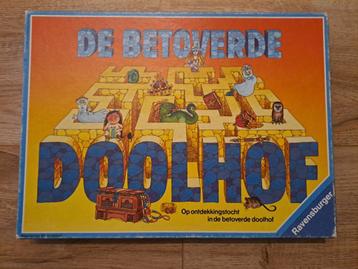 DE BETOVERDE
DOOLHOF
Op ontdekkingstocht
in de betoverde doolhof
Ravensburger